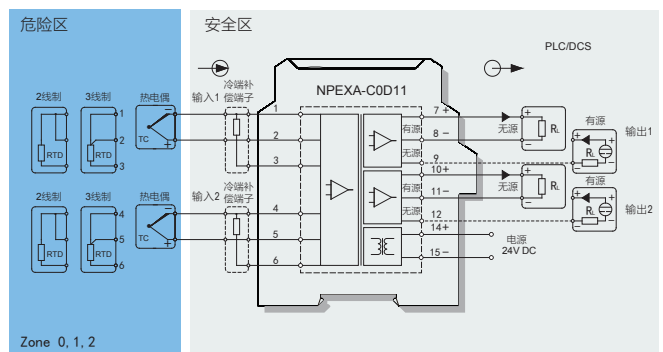 危险区
安全区
PLC/DCS
NPEXA-C0D11
2线制
3线制
热电偶
输入1
冷端补
偿端子
RTD
1
RTD
2
3
TC
−
+
1
2
3
7+
有源
8−
无源
9
无源
+
RL
−
有源
+
−
RL
−
输出1
2线制
3线制
热电偶
输入2
冷端补
偿端子
RTD
4
RTD
5
6
TC
−
+
4
5
6
10+
有源
11−
无源
12
无源
+
RL
−
有源
+
−
RL
−
输出2
14+
15−
电源
24V DC
Zone 0,1,2